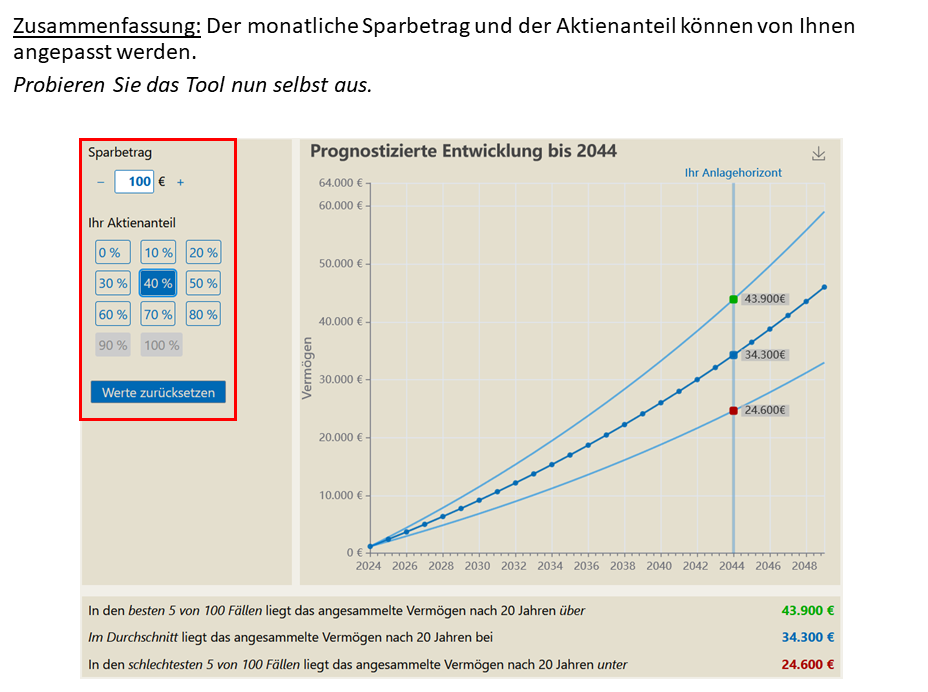 Zusammenfassung: Der monatliche Sparbetrag und der Aktienanteil können von Ihnen
angepasst werden.
Probieren Sie das Tool nun selbst aus.
Sparbetrag
− 100 € +
Ihr Aktienanteil
0 % 10 % 20 %
30 % 40 % 50 %
60 % 70 % 80 %
90 % 100 %
Werte zurücksetzen
Prognostizierte Entwicklung bis 2044
Ihr Anlagehorizont
64.000 €
60.000 €
50.000 €
40.000 €
30.000 €
20.000 €
10.000 €
0 €
Vermögen
43.900€
34.300€
24.600€
2024 2026 2028 2030 2032 2034 2036 2038 2040 2042 2044 2046 2048
In den besten 5 von 100 Fällen liegt das angesammelte Vermögen nach 20 Jahren über 43.900 €
Im Durchschnitt liegt das angesammelte Vermögen nach 20 Jahren bei 34.300 €
In den schlechtesten 5 von 100 Fällen liegt das angesammelte Vermögen nach 20 Jahren unter 24.600 €